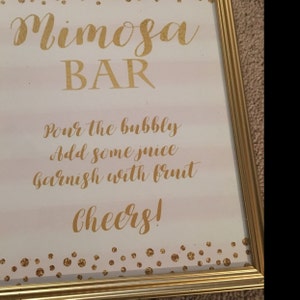 Mimosa
BAR
Pour the bubbly
Add some juice
Garnish with fruit
Cheers!